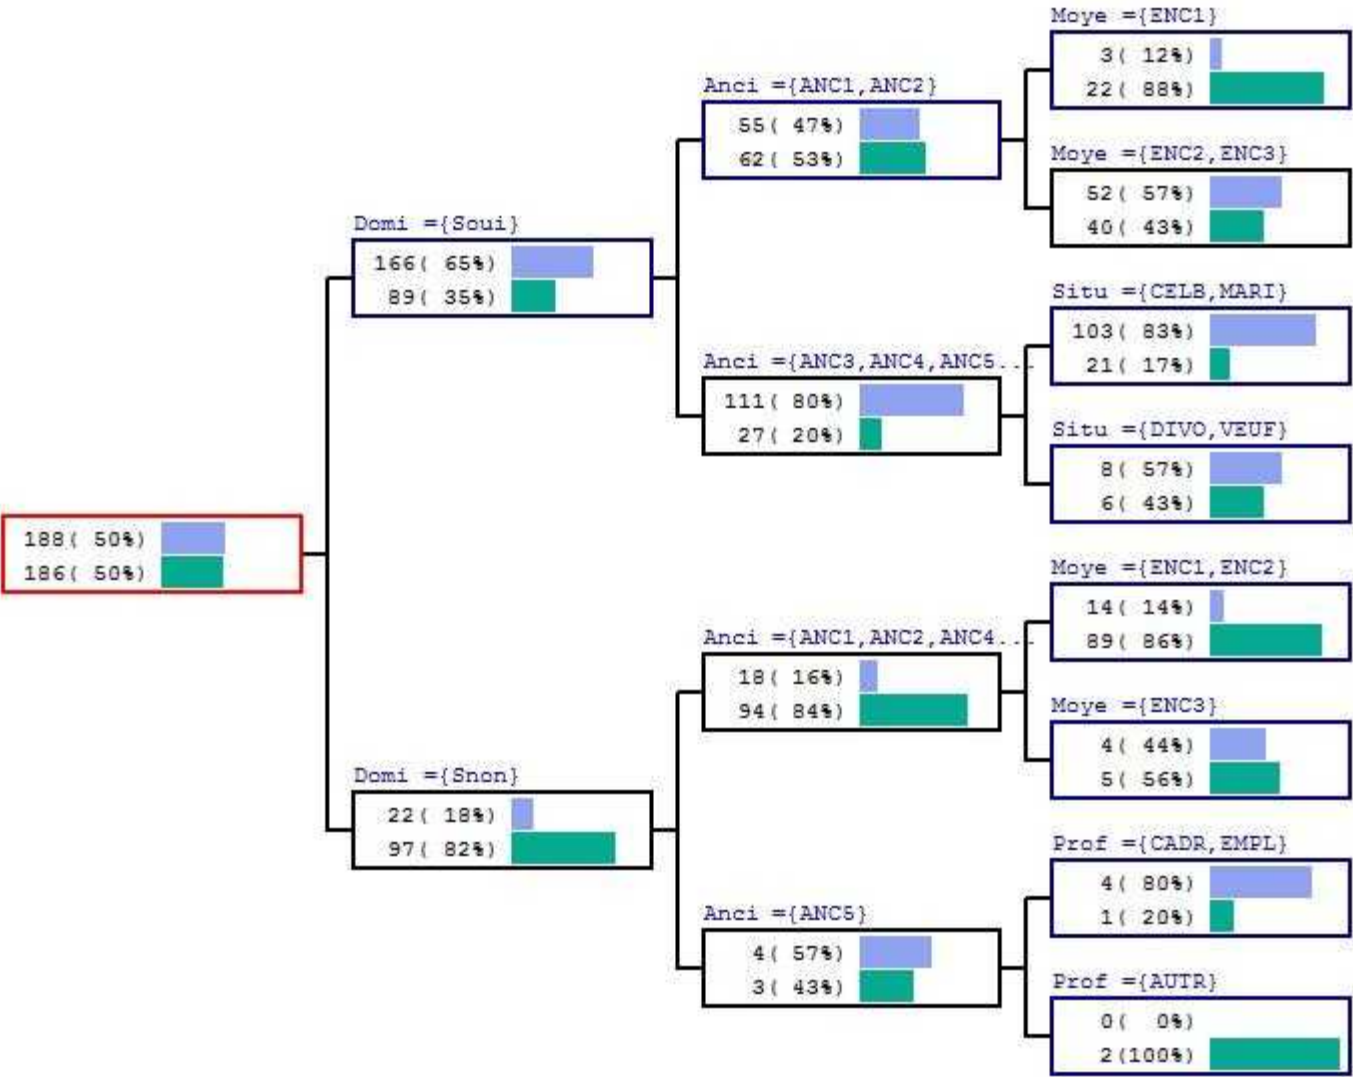 188( 50%)
186( 50%)
Domi ={Soui}
166( 65%)
89( 35%)
Domi ={Snon}
22( 18%)
97( 82%)
Anci ={ANC1,ANC2}
55( 47%)
62( 53%)
Anci ={ANC3,ANC4,ANC5...
111( 80%)
27( 20%)
Anci ={ANC1,ANC2,ANC4...
18( 16%)
94( 84%)
Anci ={ANC5}
4( 57%)
3( 43%)
Moye ={ENC1}
3( 12%)
22( 88%)
Moye ={ENC2,ENC3}
52( 57%)
40( 43%)
Situ ={CELB,MARI}
103( 83%)
21( 17%)
Situ ={DIVO,VEUF}
8( 57%)
6( 43%)
Moye ={ENC1,ENC2}
14( 14%)
89( 86%)
Moye ={ENC3}
4( 44%)
5( 56%)
Prof ={CADR,EMPL}
4( 80%)
1( 20%)
Prof ={AUTR}
0(  0%)
2(100%)